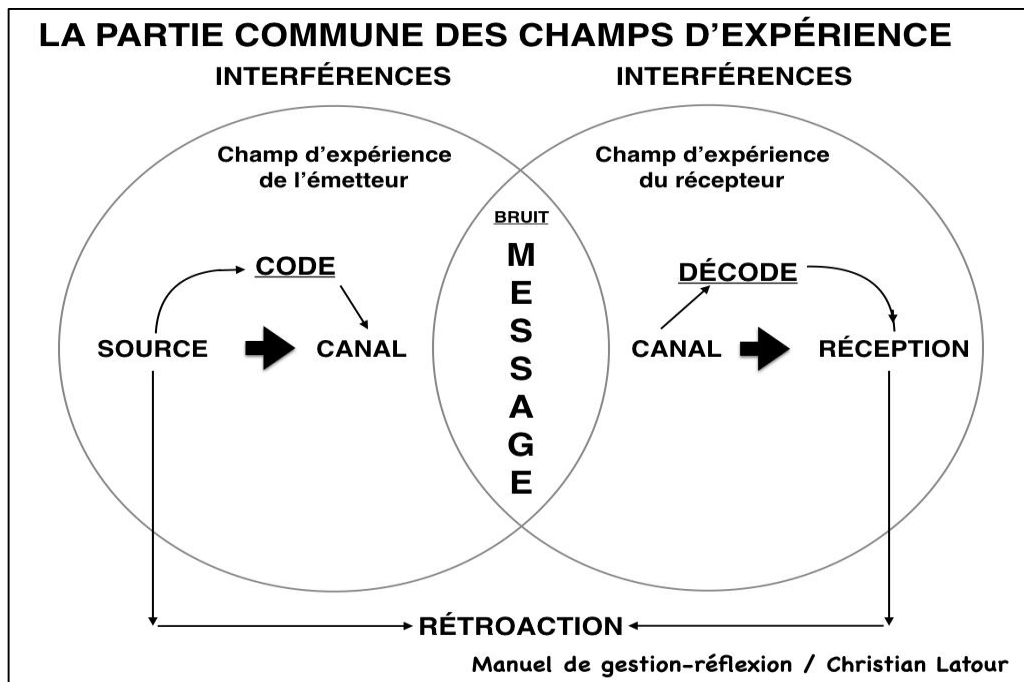 LA PARTIE COMMUNE DES CHAMPS D’EXPÉRIENCE
INTERFÉRENCES
INTERFÉRENCES
Champ d’expérience
de l’émetteur
Champ d’expérience
du récepteur
BRUIT
M
E
S
S
A
G
E
CODE
SOURCE
CANAL
DÉCODE
CANAL
RÉCEPTION
RÉTROACTION
Manuel de gestion-réflexion / Christian Latour